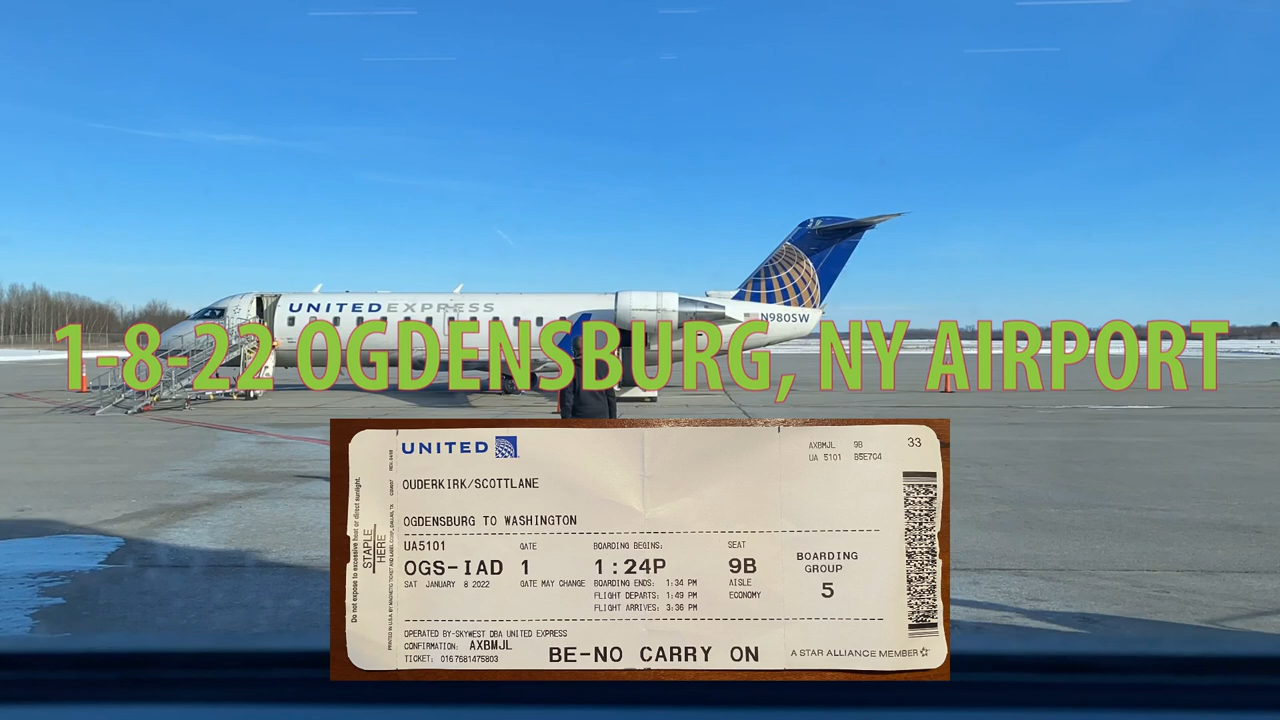 UNITED EXPRESS
N980SW
1-8-22 OGDENSBURG, NY AIRPORT
UNITED
AXBMJL 9B
UA 5101 B5E7C4
33
OUDERKIRK/SCOTTLANE
OGDENSBURG TO WASHINGTON
UA5101 GATE BOARDING BEGINS: SEAT
OGS-IAD 1 1:24P 9B
SAT JANUARY 8 2022 GATE MAY CHANGE BOARDING ENDS: 1:34 PM AISLE
FLIGHT DEPARTS: 1:49 PM ECONOMY
FLIGHT ARRIVES: 3:36 PM
BOARDING
GROUP
5
OPERATED BY-SKYWEST DBA UNITED EXPRESS
CONFIRMATION: AXBMJL
TICKET: 0167681475803
BE-NO CARRY ON
A STAR ALLIANCE MEMBER
Do not expose to excessive heat or direct sunlight.
STAPLE
HERE